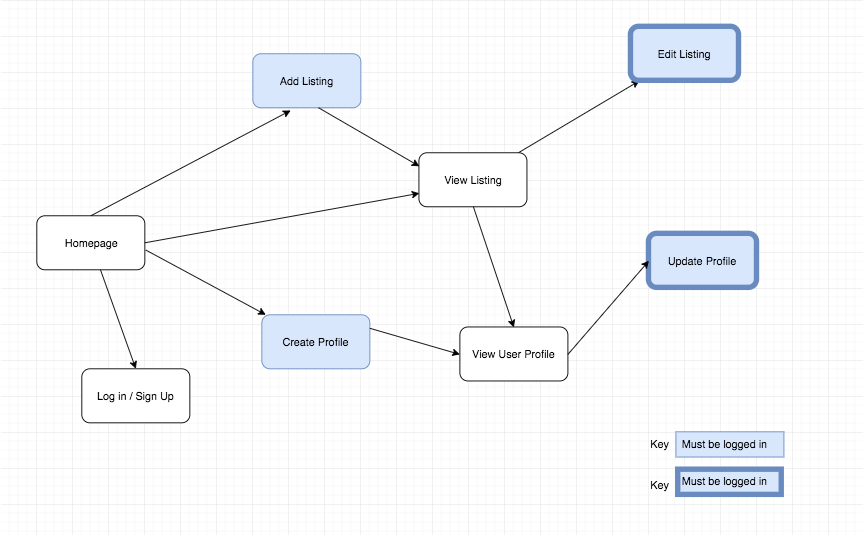 Edit Listing
Add Listing
View Listing
Homepage
Update Profile
Create Profile
View User Profile
Log in / Sign Up
Key Must be logged in
Key Must be logged in